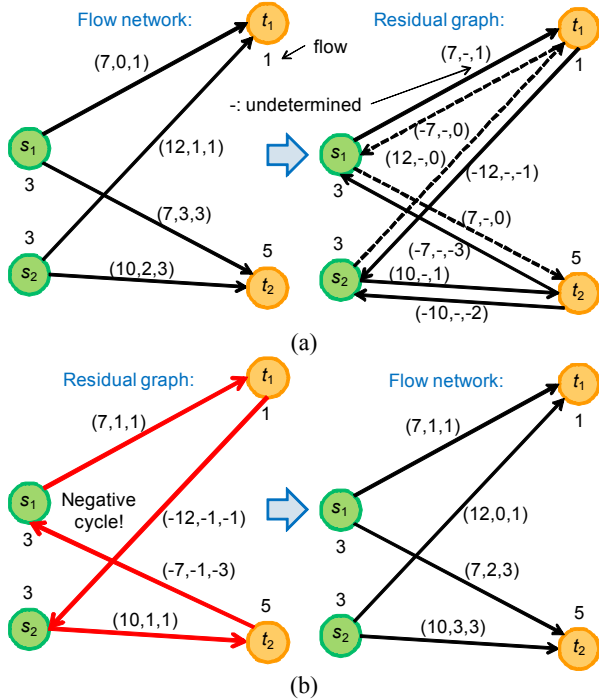 Flow network:
t1
1
flow
(7,0,1)
(12,1,1)
s1
3
(7,3,3)
3
s2
(10,2,3)
5
t2
Residual graph:
t1
1
(7,-,1)
-: undetermined
(-7,-,0)
(12,-,0)
(-12,-,-1)
s1
3
(7,-,0)
(-7,-,-3)
3
s2
(10,-,1)
(-10,-,-2)
5
t2
(a)
Residual graph:
t1
1
(7,1,1)
s1
3
Negative
cycle!
(-12,-1,-1)
(-7,-1,-3)
3
s2
(10,1,1)
5
t2
Flow network:
t1
1
(7,1,1)
(12,0,1)
s1
3
(7,2,3)
3
s2
(10,3,3)
5
t2
(b)